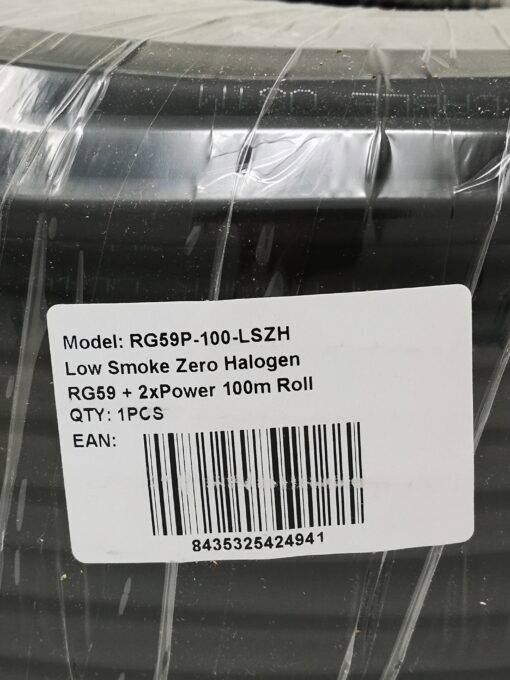 Model: RG59P-100-LSZH
Low Smoke Zero Halogen
RG59 + 2xPower 100m Roll
QTY: 1PCS
EAN:
8435325424941